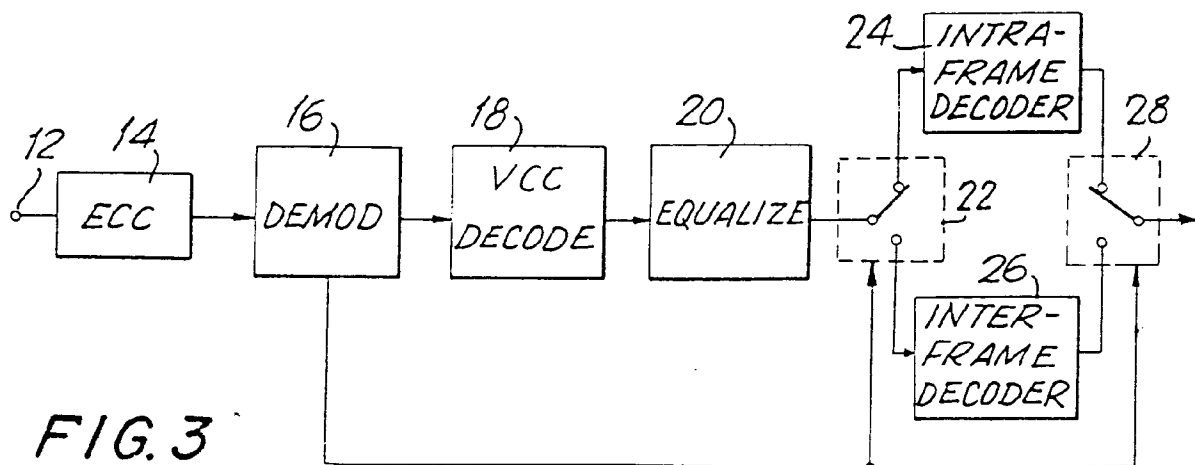 12
14
ECC
16
DEMOD
18
VCC
DECODE
20
EQUALIZE
22
24
INTRA-
FRAME
DECODER
26
INTER-
FRAME
DECODER
28
FIG. 3